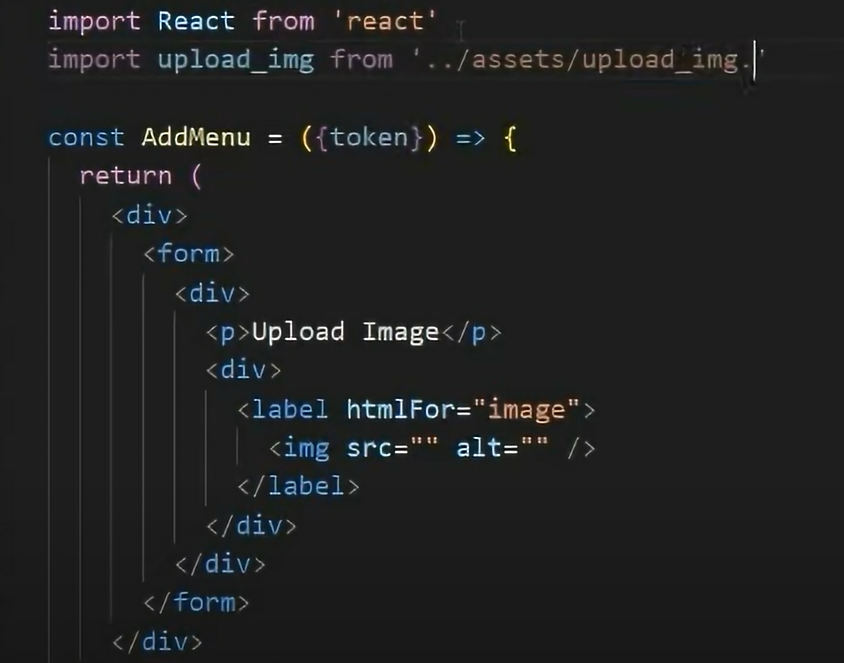 import React from 'react'
import upload_img from '../assets/upload_img.'
const AddMenu = ({token}) => {
return (
<div>
<form>
<div>
<p>Upload Image</p>
<div>
<label htmlFor="image">
<img src="" alt="" />
</label>
</div>
</div>
</form>
</div>